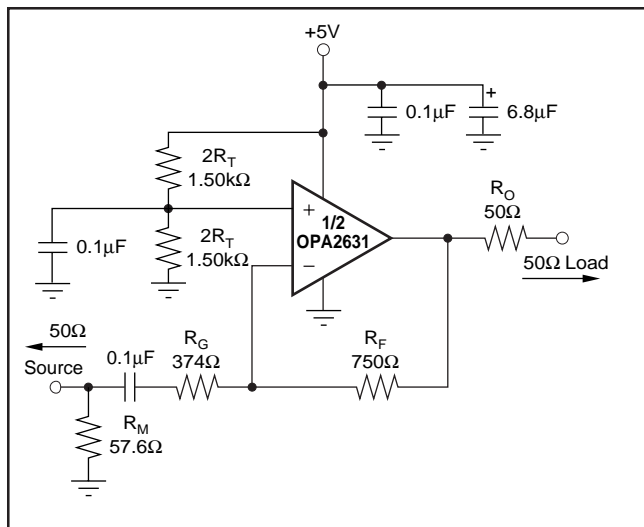 +5V
+
0.1µF
6.8µF
2R_T
1.50kΩ
R_O
50Ω
+
1/2
OPA2631
−
0.1µF
2R_T
1.50kΩ
50Ω Load
50Ω
Source
0.1µF
R_G
374Ω
R_F
750Ω
R_M
57.6Ω